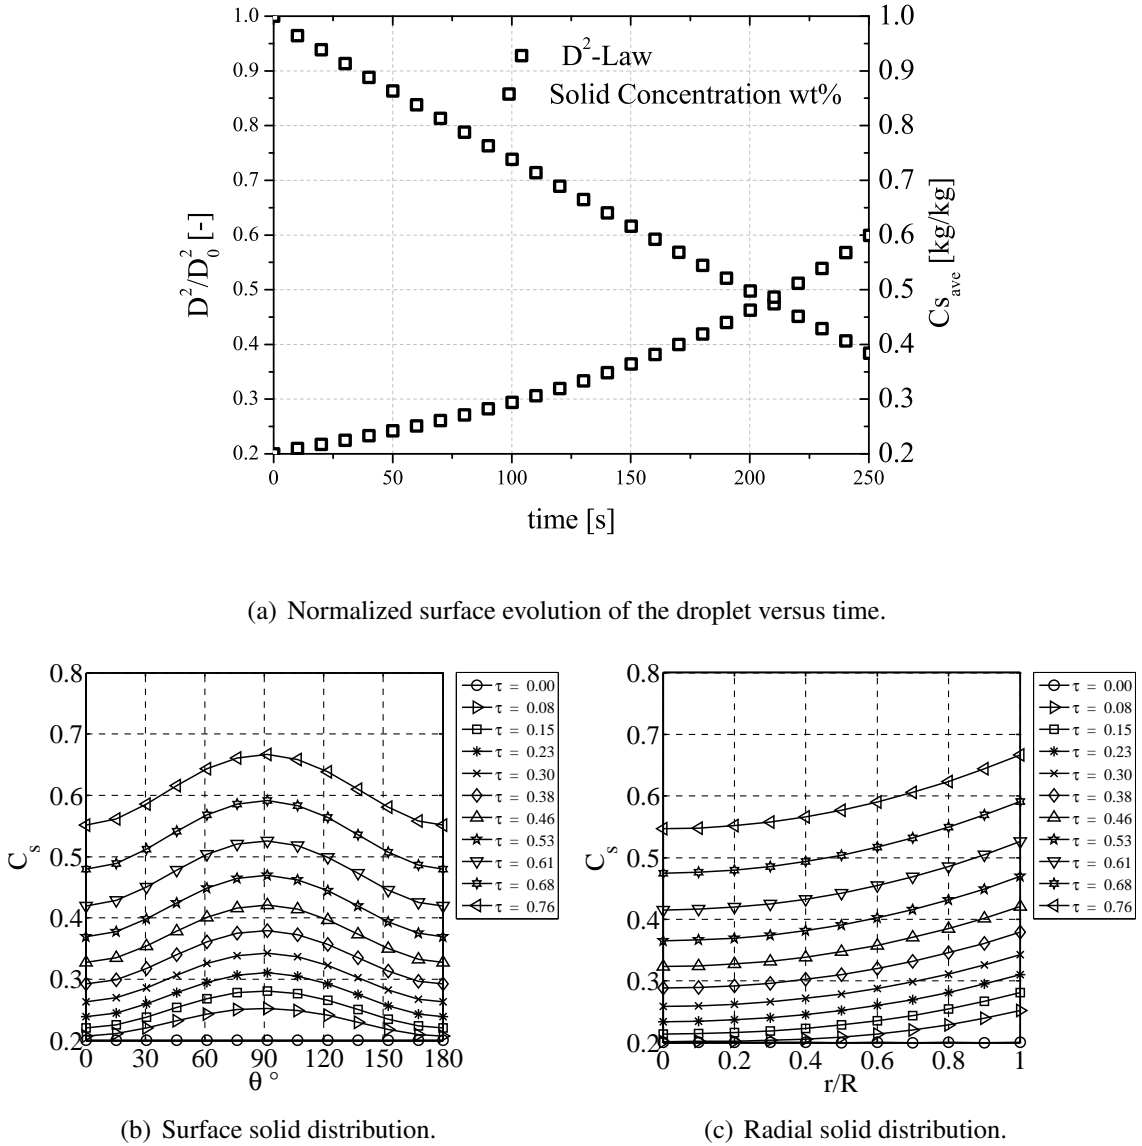 1.0
0.9
0.8
0.7
0.6
0.5
0.4
0.3
0.2
D²/D₀² [-]
D²-Law
Solid Concentration wt%
1.0
0.9
0.8
0.7
0.6
0.5
0.4
0.3
0.2
Cs_ave [kg/kg]
0 50 100 150 200 250
time [s]
(a) Normalized surface evolution of the droplet versus time.
0.8
0.7
0.6
0.5
0.4
0.3
0.2
C_s
0 30 60 90 120 150 180
θ °
τ = 0.00
τ = 0.08
τ = 0.15
τ = 0.23
τ = 0.30
τ = 0.38
τ = 0.46
τ = 0.53
τ = 0.61
τ = 0.68
τ = 0.76
(b) Surface solid distribution.
0.8
0.7
0.6
0.5
0.4
0.3
0.2
C_s
0 0.2 0.4 0.6 0.8 1
r/R
τ = 0.00
τ = 0.08
τ = 0.15
τ = 0.23
τ = 0.30
τ = 0.38
τ = 0.46
τ = 0.53
τ = 0.61
τ = 0.68
τ = 0.76
(c) Radial solid distribution.